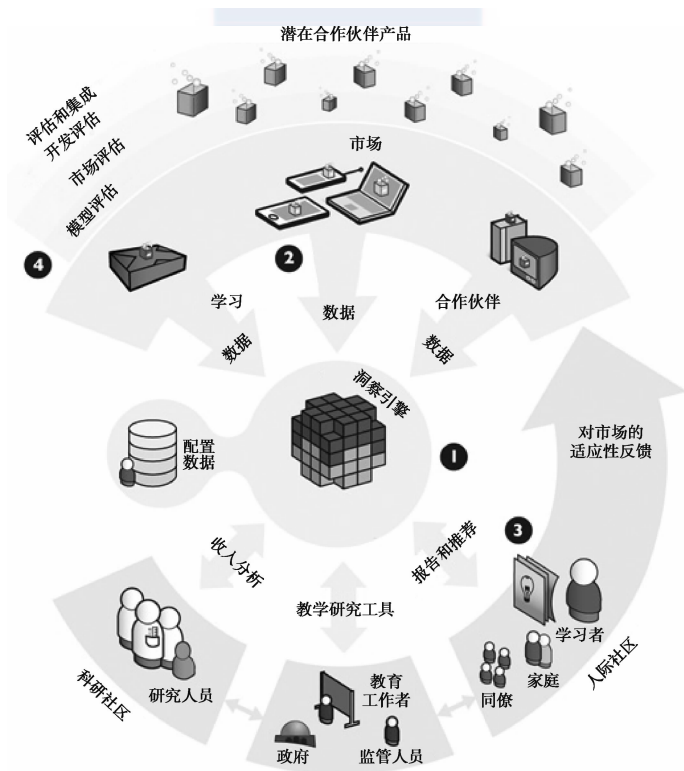 潜在合作伙伴产品
评估和集成
开发评估
市场评估
模型评估
市场
4
2
学习
合作伙伴
数据
数据
数据
洞察引擎
配置
数据
1
对市场的
适应性反馈
3
收入分析
报告和推荐
教学研究工具
学习者
人际社区
家庭
同僚
科研社区
研究人员
教育
工作者
政府
监管人员